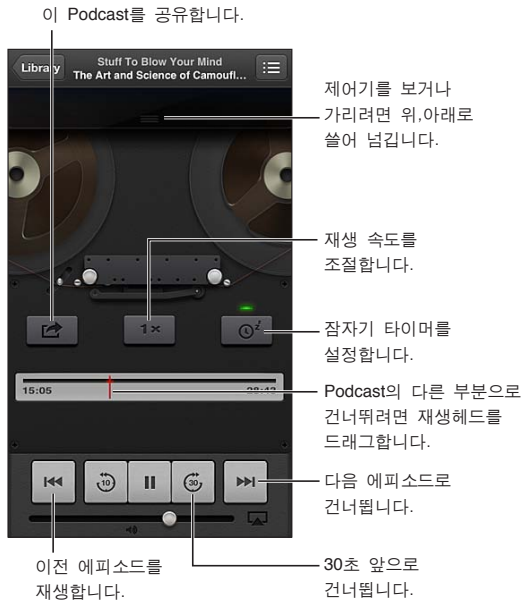 이 Podcast를 공유합니다.
Library
Stuff To Blow Your Mind
The Art and Science of Camoufl...
제어기를 보거나
가리려면 위,아래로
쓸어 넘깁니다.
재생 속도를
조절합니다.
1×
z
잠자기 타이머를
설정합니다.
15:05
28:43
Podcast의 다른 부분으로
건너뛰려면 재생헤드를
드래그합니다.
10
30
다음 에피소드로
건너뜁니다.
이전 에피소드를
재생합니다.
30초 앞으로
건너뜁니다.